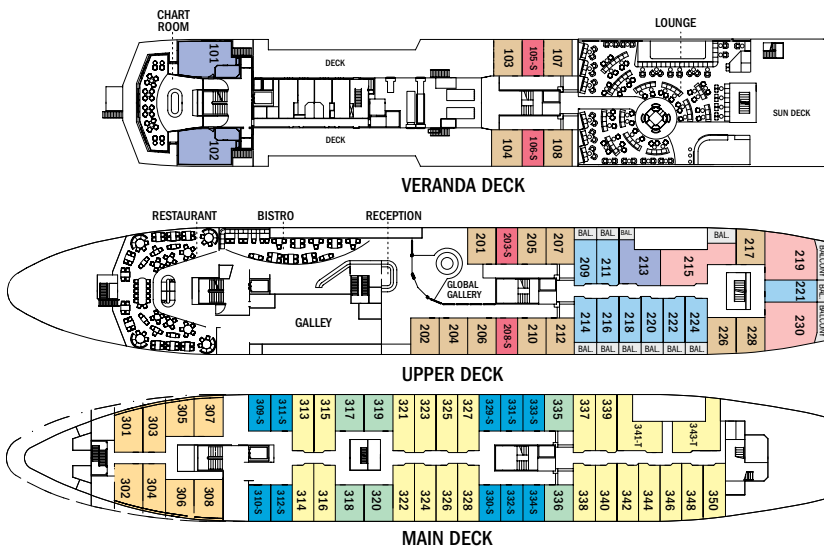 CHART
ROOM
LOUNGE
101
DECK
103
105-S
107
SUN DECK
102
DECK
104
106-S
108
VERANDA DECK
RESTAURANT
BISTRO
RECEPTION
201
203-S
205
207
BAL.
BAL.
BAL.
BAL.
209
211
213
215
217
219
BALCONY
GLOBAL
GALLERY
221
BAL.
GALLEY
202
204
206
208-S
210
212
214
216
218
220
222
224
226
228
230
BALCONY
BAL.
BAL.
BAL.
BAL.
BAL.
BAL.
UPPER DECK
301
303
305
307
309-S
311-S
313
315
317
319
321
323
325
327
329-S
331-S
333-S
335
337
339
341-T
343-T
302
304
306
308
310-S
312-S
314
316
318
320
322
324
326
328
330-S
332-S
334-S
336
338
340
342
344
346
348
350
MAIN DECK